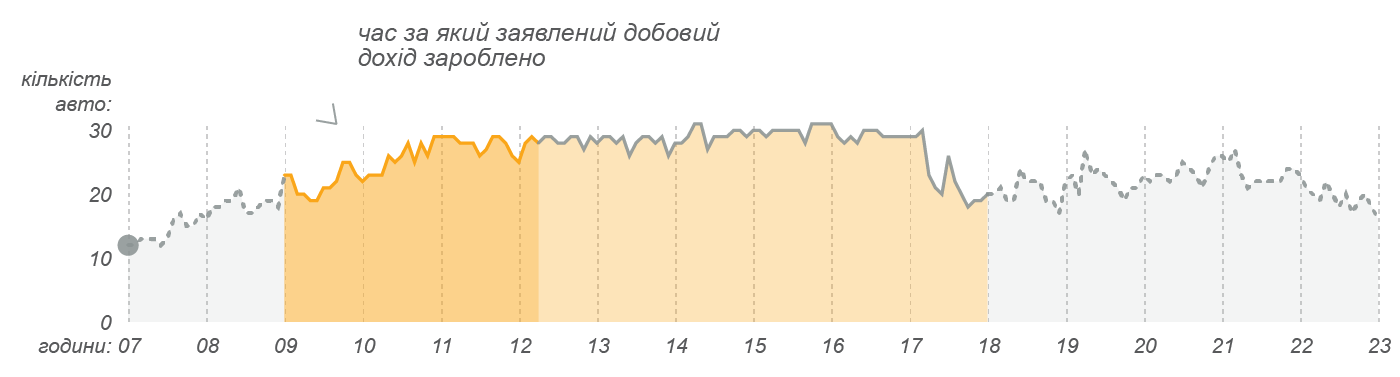 час за який заявлений добовий
дохід зароблено
кількість
авто:
30
20
10
0
години: 07 08 09 10 11 12 13 14 15 16 17 18 19 20 21 22 23